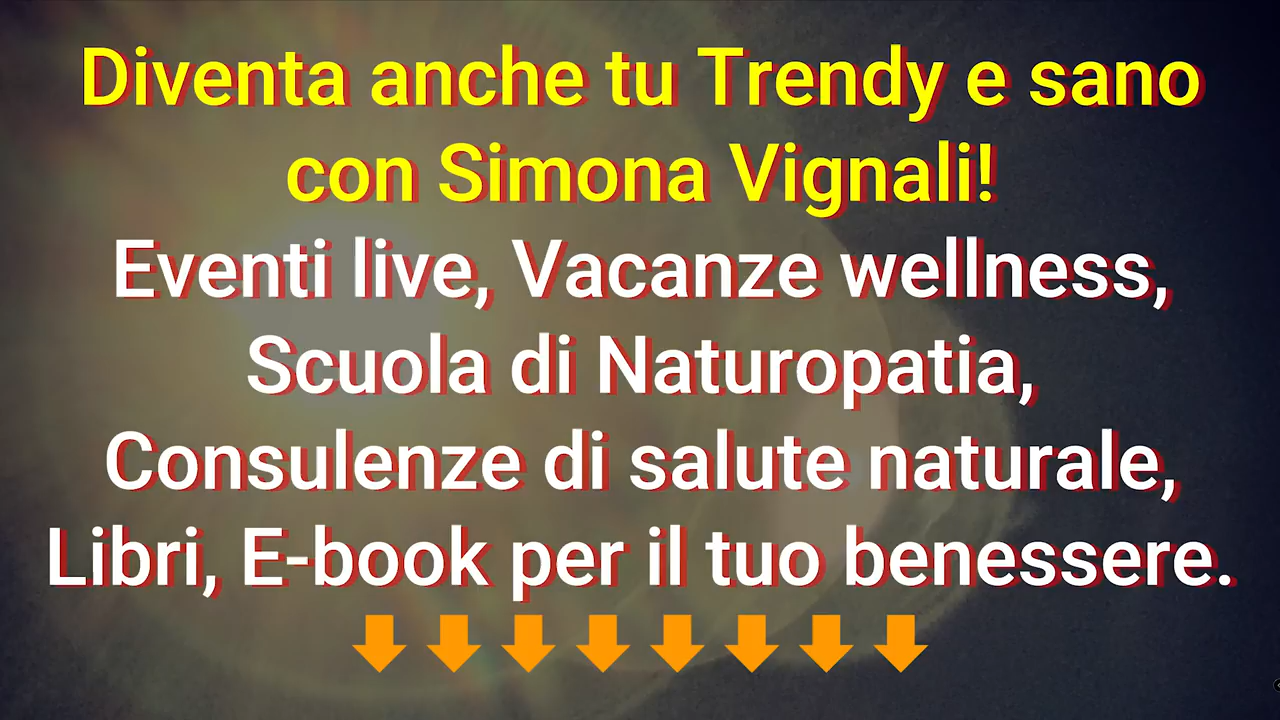 Diventa anche tu Trendy e sano
con Simona Vignali!
Eventi live, Vacanze wellness,
Scuola di Naturopatia,
Consulenze di salute naturale,
Libri, E-book per il tuo benessere.